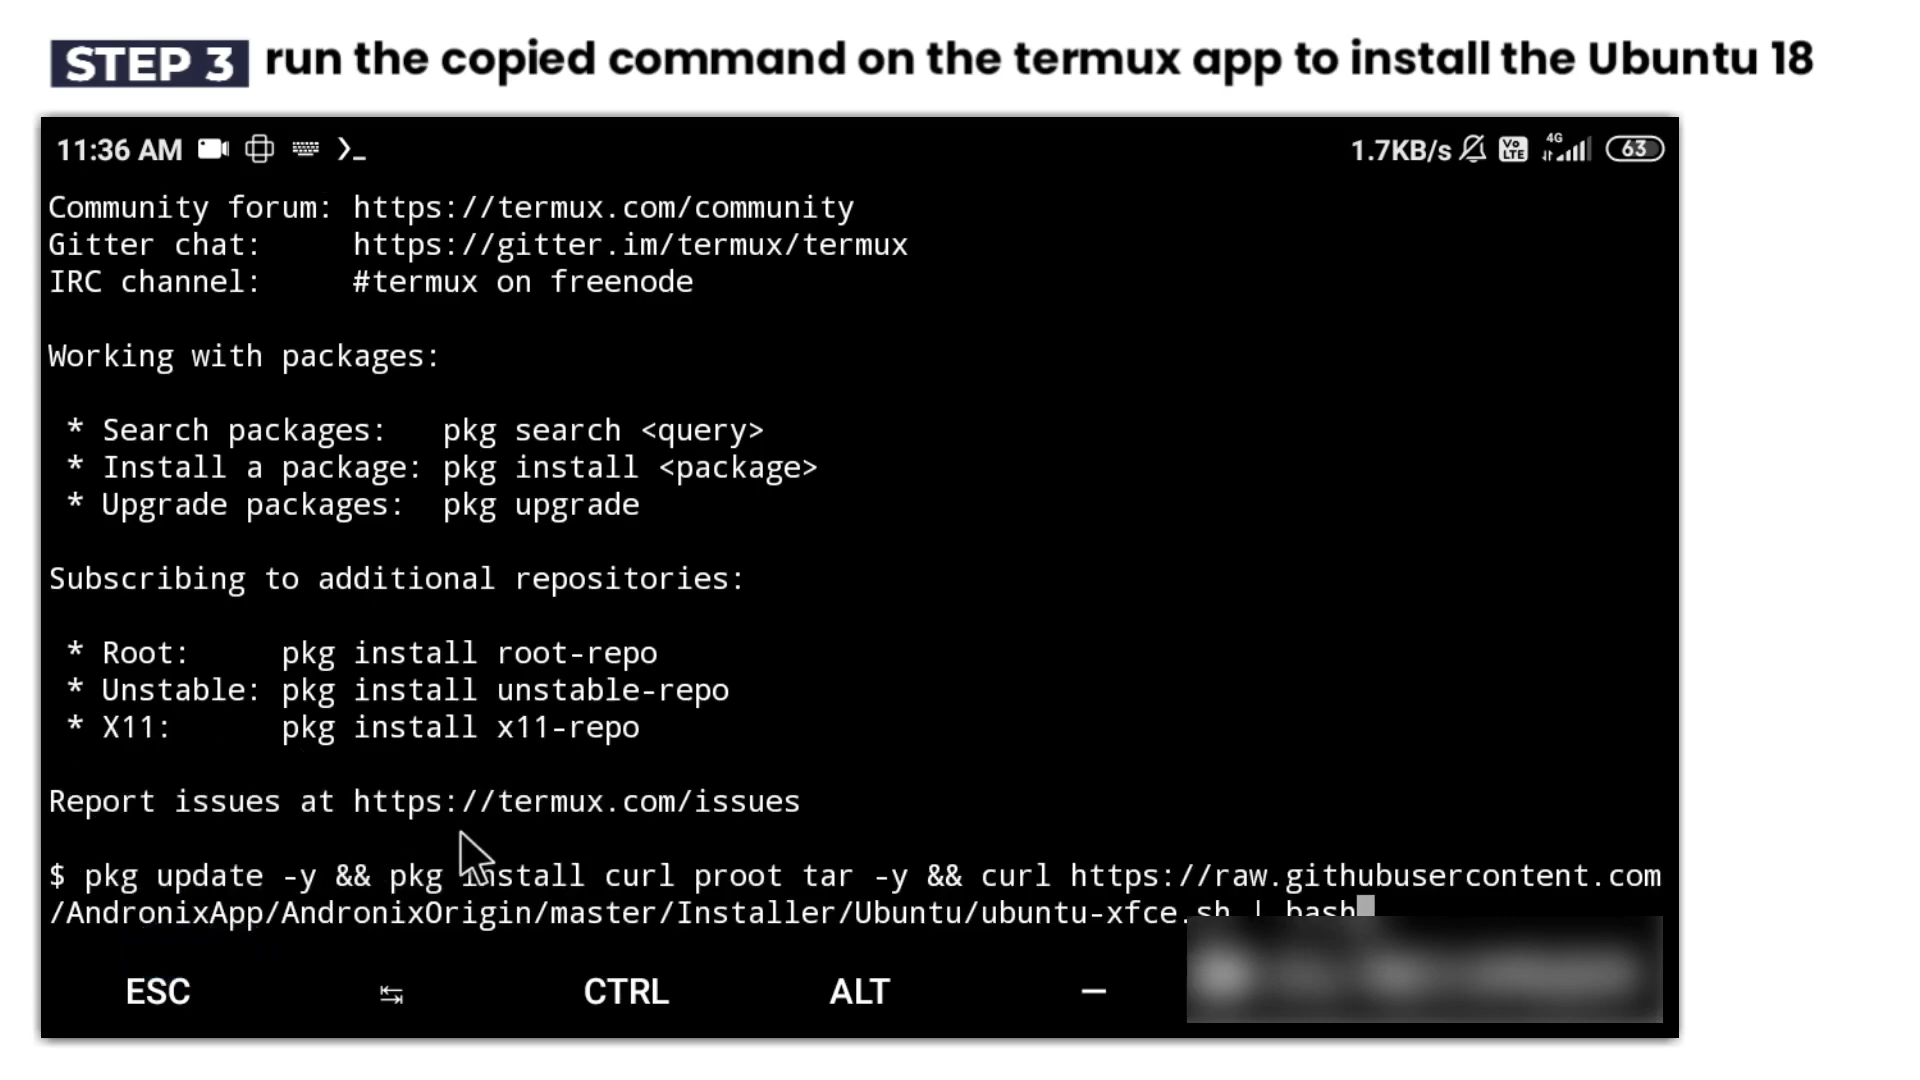 STEP 3 run the copied command on the termux app to install the Ubuntu 18
11:36 AM 1.7KB/s VoLTE 4G 63
Community forum: https://termux.com/community
Gitter chat: https://gitter.im/termux/termux
IRC channel: #termux on freenode
Working with packages:
* Search packages: pkg search <query>
* Install a package: pkg install <package>
* Upgrade packages: pkg upgrade
Subscribing to additional repositories:
* Root: pkg install root-repo
* Unstable: pkg install unstable-repo
* X11: pkg install x11-repo
Report issues at https://termux.com/issues
$ pkg update -y && pkg install curl proot tar -y && curl https://raw.githubusercontent.com
/AndronixApp/AndronixOrigin/master/Installer/Ubuntu/ubuntu-xfce.sh | bash
ESC CTRL ALT —